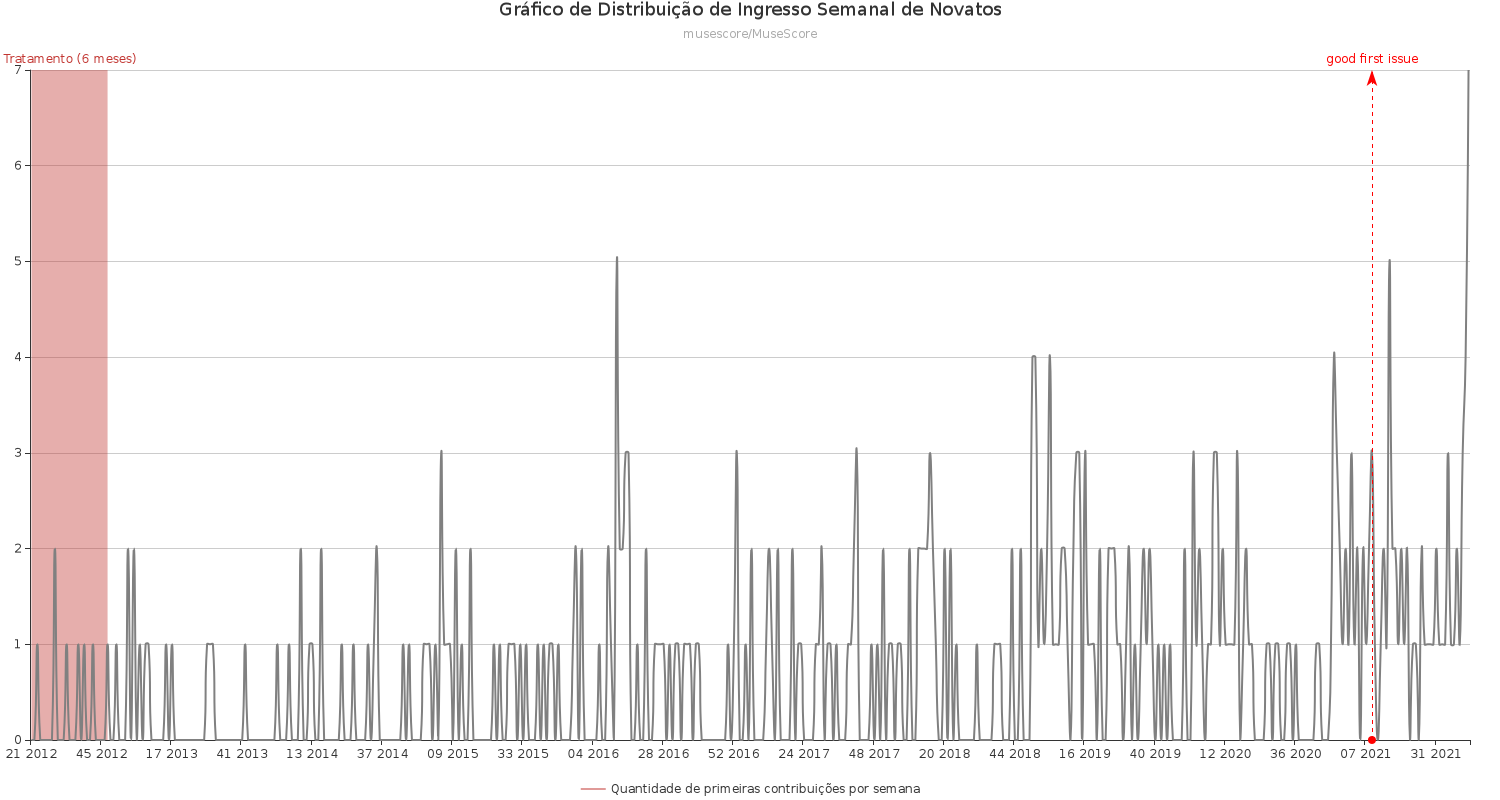 Gráfico de Distribuição de Ingresso Semanal de Novatos
musescore/MuseScore
Tratamento (6 meses)
good first issue
7
6
5
4
3
2
1
0
21 2012 45 2012 17 2013 41 2013 13 2014 37 2014 09 2015 33 2015 04 2016 28 2016 52 2016 24 2017 48 2017 20 2018 44 2018 16 2019 40 2019 12 2020 36 2020 07 2021 31 2021
Quantidade de primeiras contribuições por semana